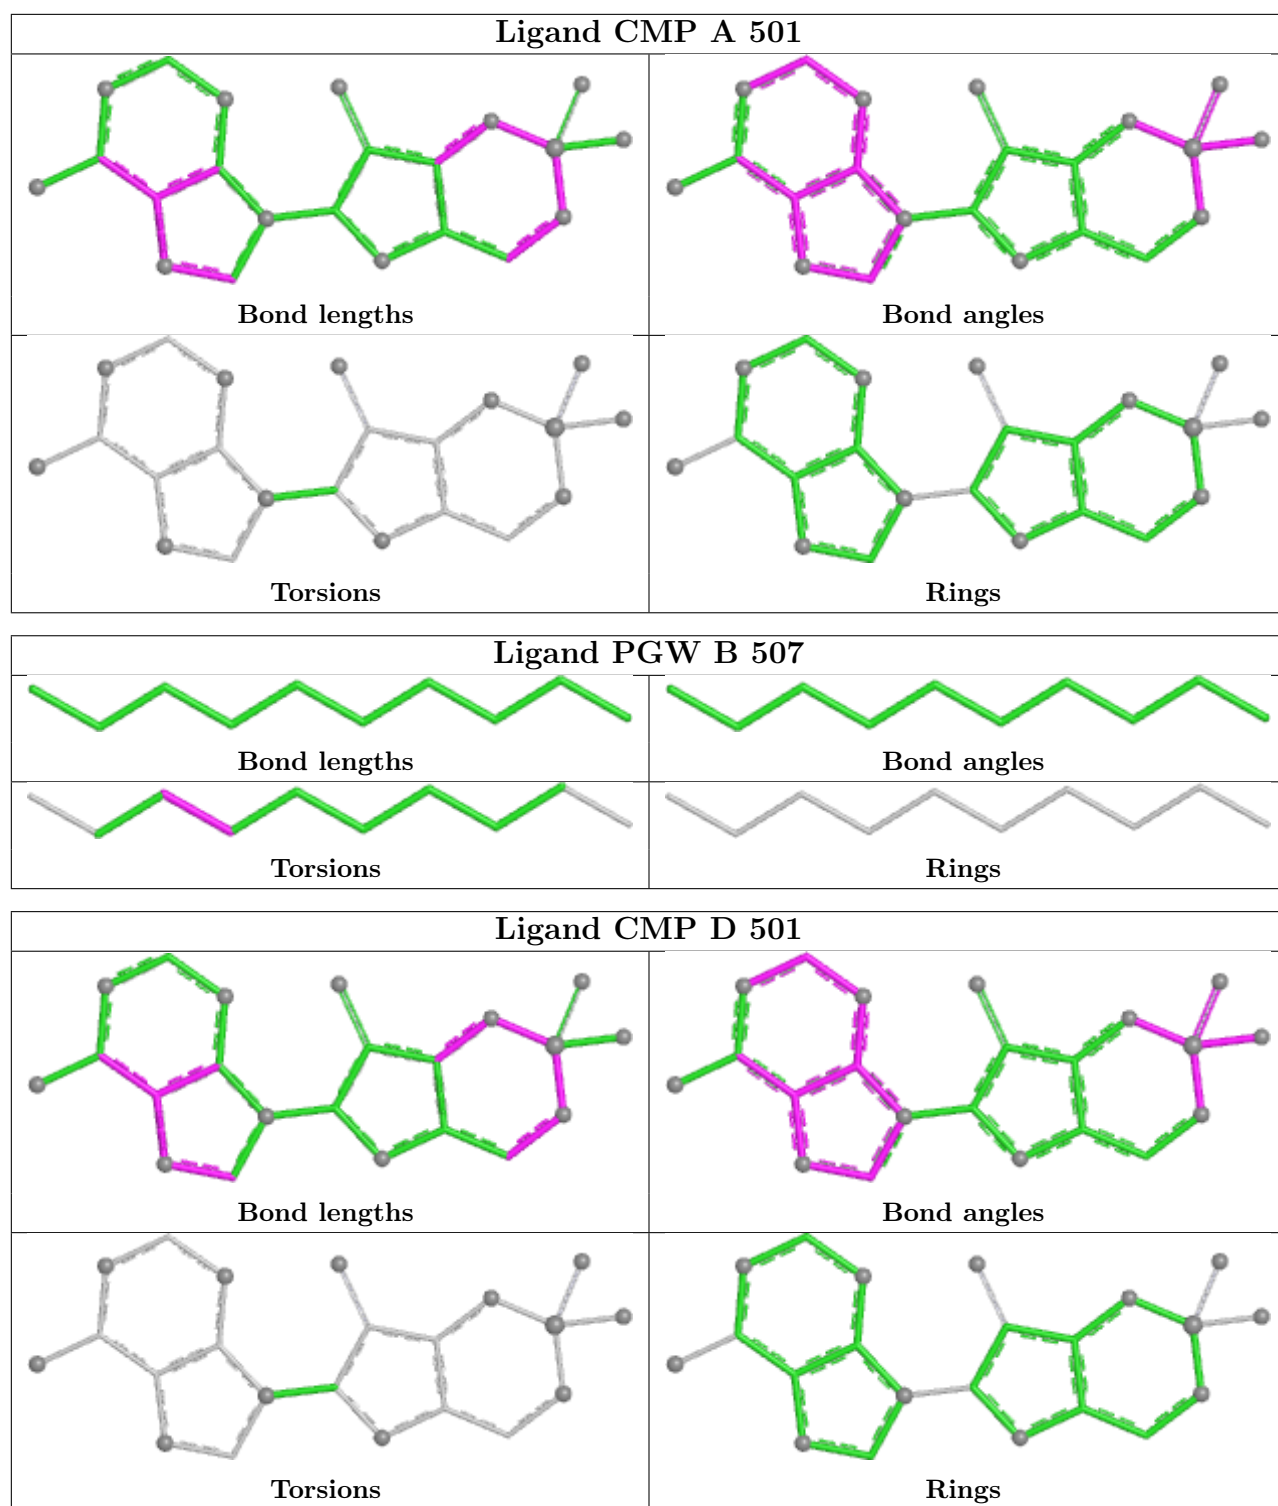 Ligand CMP A 501
Bond lengths
Bond angles
Torsions
Rings
Ligand PGW B 507
Bond lengths
Bond angles
Torsions
Rings
Ligand CMP D 501
Bond lengths
Bond angles
Torsions
Rings